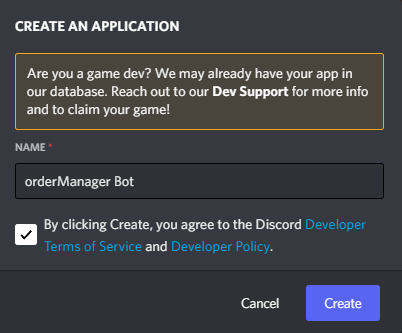 CREATE AN APPLICATION
Are you a game dev? We may already have your app in
our database. Reach out to our Dev Support for more info
and to claim your game!
NAME *
orderManager Bot
By clicking Create, you agree to the Discord Developer
Terms of Service and Developer Policy.
Cancel Create